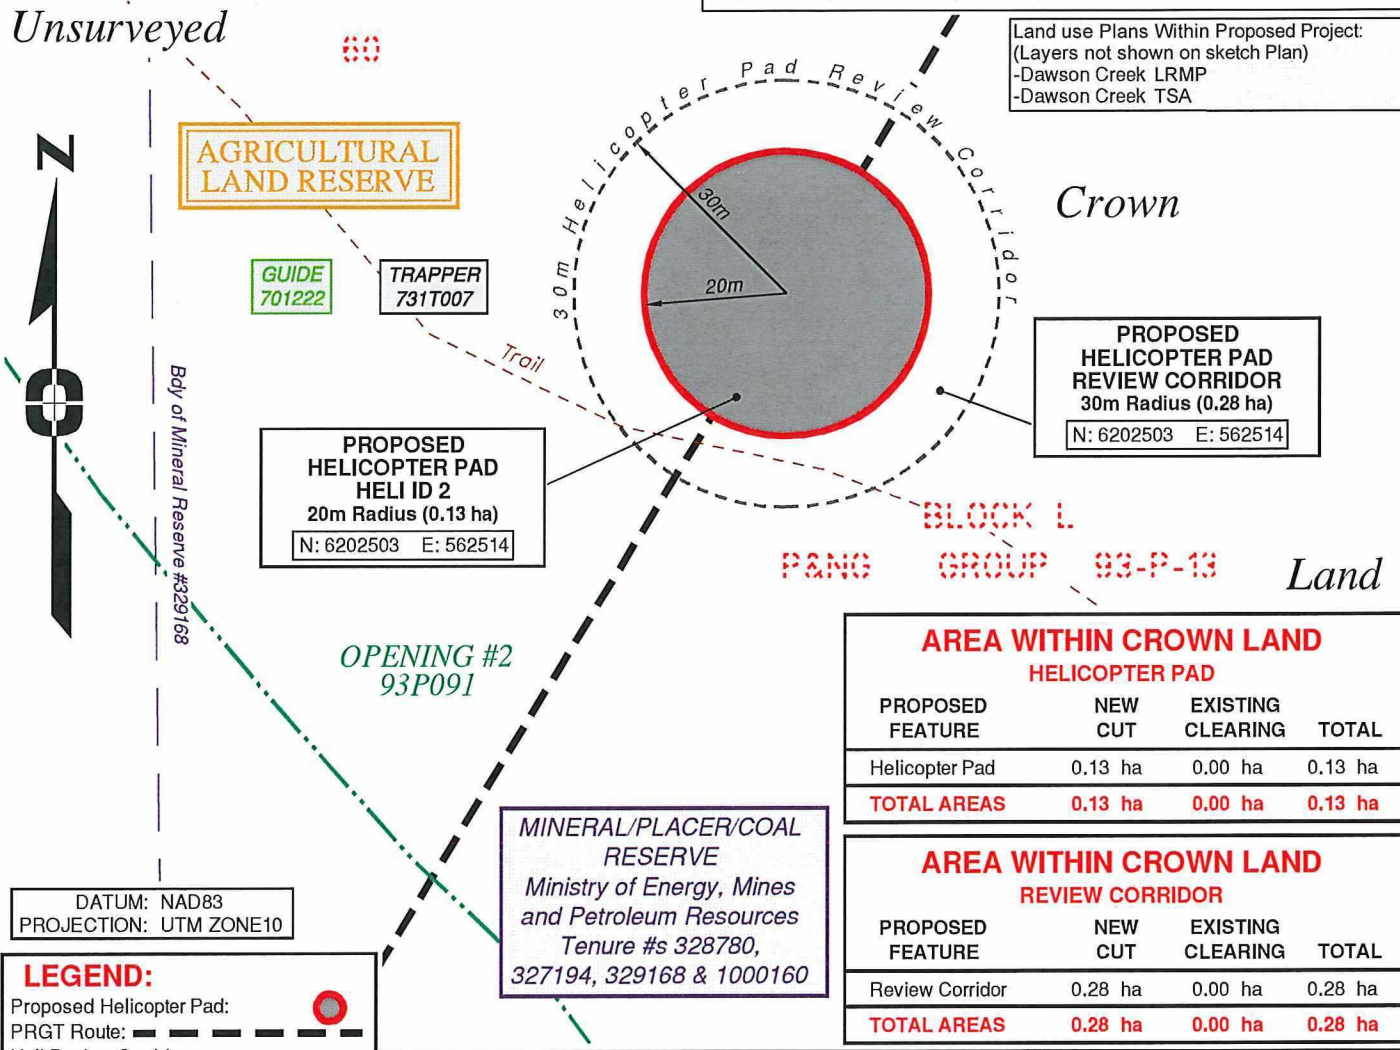 Unsurveyed
60
Land use Plans Within Proposed Project:
(Layers not shown on sketch Plan)
-Dawson Creek LRMP
-Dawson Creek TSA
30m Helicopter Pad Review Corridor
AGRICULTURAL
LAND RESERVE
N
Crown
30m
20m
GUIDE
701222
TRAPPER
731T007
Trail
Bdy of Mineral Reserve #329168
PROPOSED
HELICOPTER PAD
REVIEW CORRIDOR
30m Radius (0.28 ha)
N: 6202503 E: 562514
PROPOSED
HELICOPTER PAD
HELI ID 2
20m Radius (0.13 ha)
N: 6202503 E: 562514
BLOCK L
P&NG GROUP 93-P-13
Land
OPENING #2
93P091
AREA WITHIN CROWN LAND
HELICOPTER PAD
PROPOSED FEATURE NEW CUT EXISTING CLEARING TOTAL
Helicopter Pad 0.13 ha 0.00 ha 0.13 ha
TOTAL AREAS 0.13 ha 0.00 ha 0.13 ha
MINERAL/PLACER/COAL
RESERVE
Ministry of Energy, Mines
and Petroleum Resources
Tenure #s 328780,
327194, 329168 & 1000160
AREA WITHIN CROWN LAND
REVIEW CORRIDOR
PROPOSED FEATURE NEW CUT EXISTING CLEARING TOTAL
Review Corridor 0.28 ha 0.00 ha 0.28 ha
TOTAL AREAS 0.28 ha 0.00 ha 0.28 ha
DATUM: NAD83
PROJECTION: UTM ZONE10
LEGEND:
Proposed Helicopter Pad:
PRGT Route: